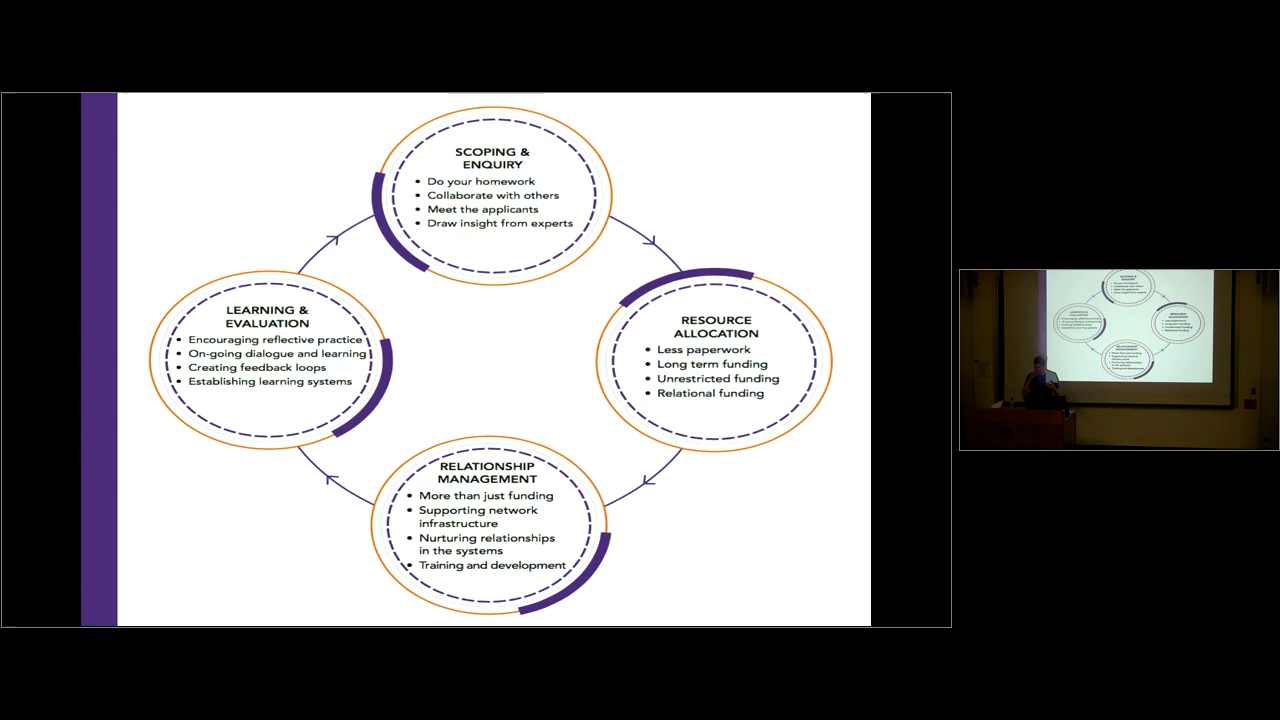 SCOPING &
ENQUIRY
• Do your homework
• Collaborate with others
• Meet the applicants
• Draw insight from experts
RESOURCE
ALLOCATION
• Less paperwork
• Long term funding
• Unrestricted funding
• Relational funding
RELATIONSHIP
MANAGEMENT
• More than just funding
• Supporting network
infrastructure
• Nurturing relationships
in the systems
• Training and development
LEARNING &
EVALUATION
• Encouraging reflective practice
• On-going dialogue and learning
• Creating feedback loops
• Establishing learning systems